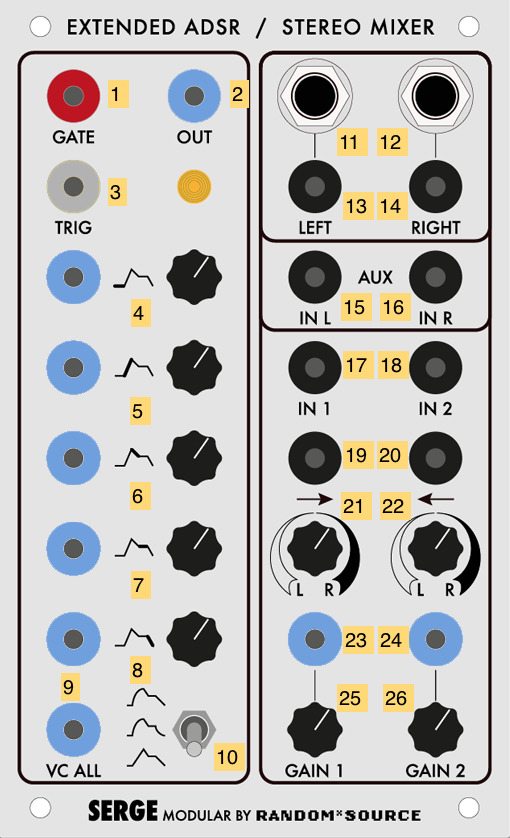 EXTENDED ADSR / STEREO MIXER
1
2
GATE
OUT
3
TRIG
4
5
6
7
8
9
VC ALL
10
11
12
13
14
LEFT
RIGHT
AUX
15
16
IN L
IN R
17
18
IN 1
IN 2
19
20
21
22
L R
L R
23
24
25
26
GAIN 1
GAIN 2
SERGE MODULAR BY RANDOM*SOURCE